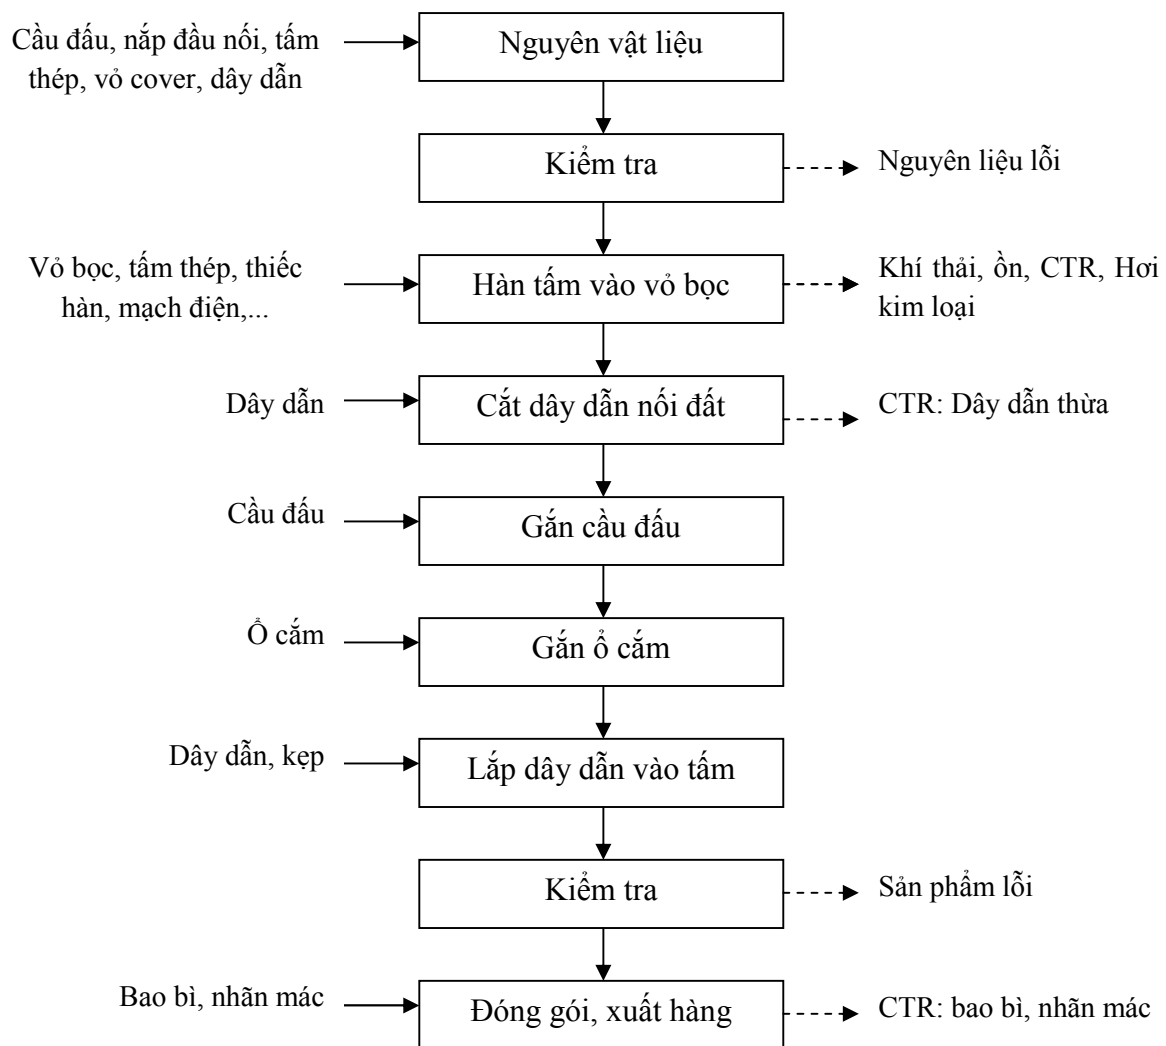 Cầu đấu, nắp đầu nối, tấm
thép, vỏ cover, dây dẫn
Nguyên vật liệu
Kiểm tra
Nguyên liệu lỗi
Vỏ bọc, tấm thép, thiếc
hàn, mạch điện,...
Hàn tấm vào vỏ bọc
Khí thải, ồn, CTR, Hơi
kim loại
Dây dẫn
Cắt dây dẫn nối đất
CTR: Dây dẫn thừa
Cầu đấu
Gắn cầu đấu
Ổ cắm
Gắn ổ cắm
Dây dẫn, kẹp
Lắp dây dẫn vào tấm
Kiểm tra
Sản phẩm lỗi
Bao bì, nhãn mác
Đóng gói, xuất hàng
CTR: bao bì, nhãn mác